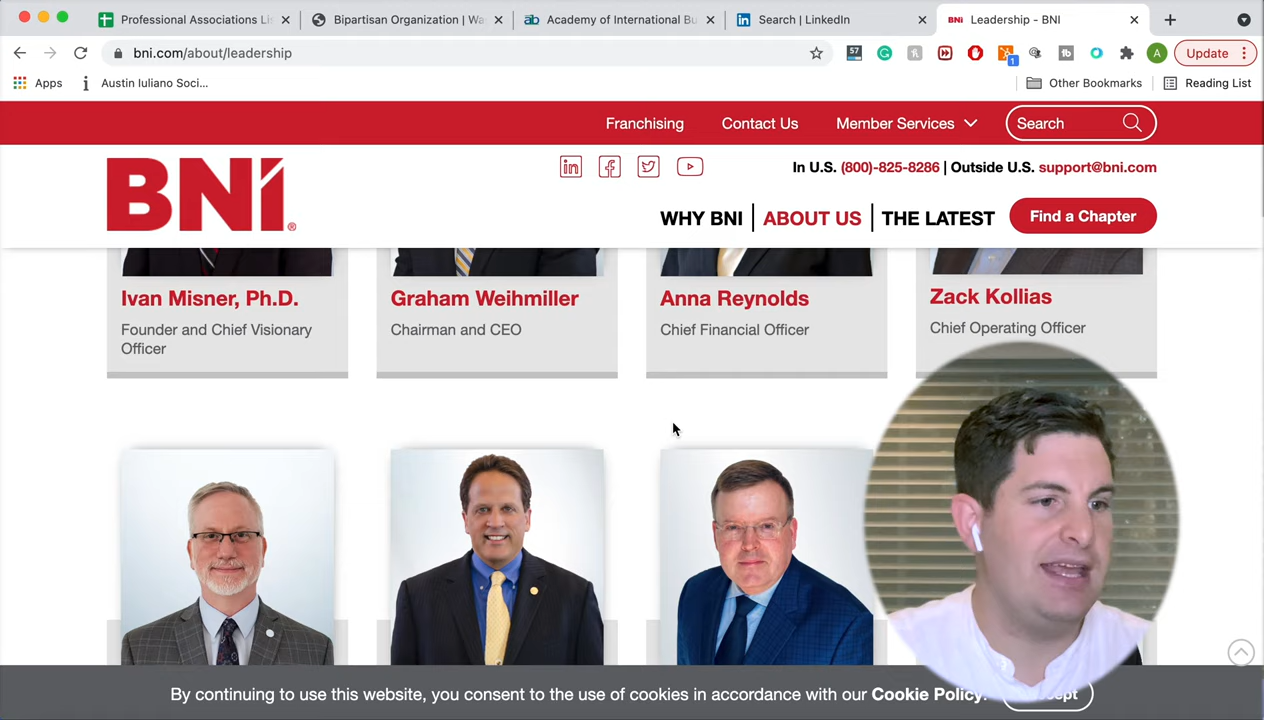 Professional Associations Lis
Bipartisan Organization | Wa
Academy of International Bu
Search | LinkedIn
BNI Leadership - BNI
bni.com/about/leadership
57
1
A
Update
Apps
Austin Iuliano Soci...
Other Bookmarks
Reading List
Franchising
Contact Us
Member Services
Search
BNI®
In U.S. (800)-825-8286 | Outside U.S. support@bni.com
WHY BNI
ABOUT US
THE LATEST
Find a Chapter
Ivan Misner, Ph.D.
Founder and Chief Visionary
Officer
Graham Weihmiller
Chairman and CEO
Anna Reynolds
Chief Financial Officer
Zack Kollias
Chief Operating Officer
By continuing to use this website, you consent to the use of cookies in accordance with our Cookie Policy.